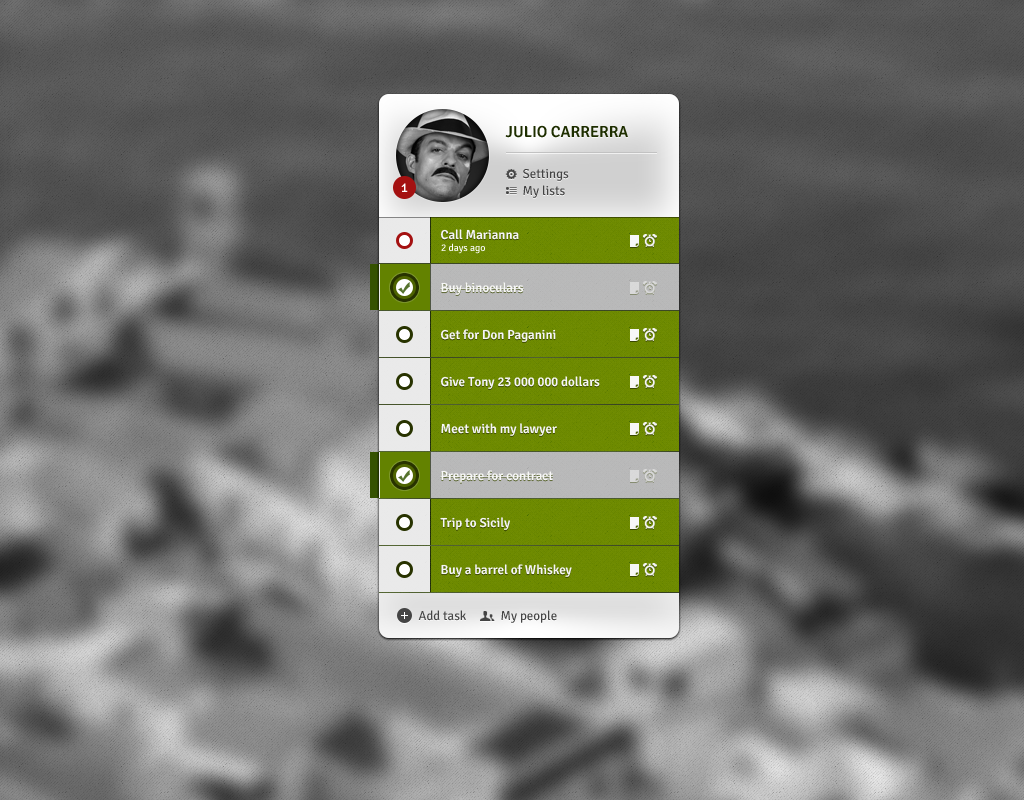 JULIO CARRERRA
Settings
My lists
1
Call Marianna
2 days ago
Buy binoculars
Get for Don Paganini
Give Tony 23 000 000 dollars
Meet with my lawyer
Prepare for contract
Trip to Sicily
Buy a barrel of Whiskey
Add task My people